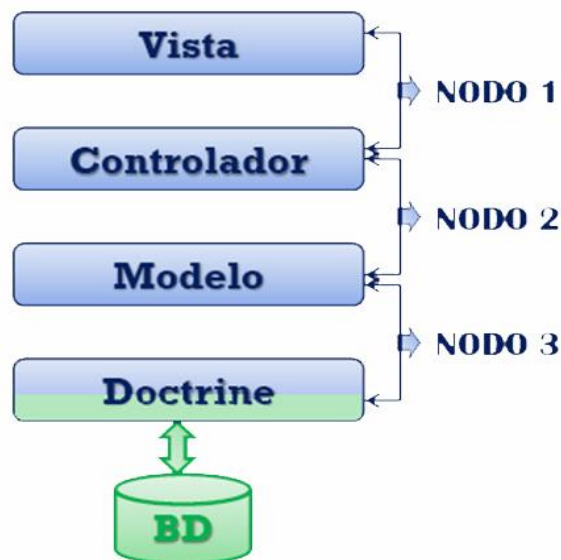 Vista
NODO 1
Controlador
NODO 2
Modelo
NODO 3
Doctrine
BD